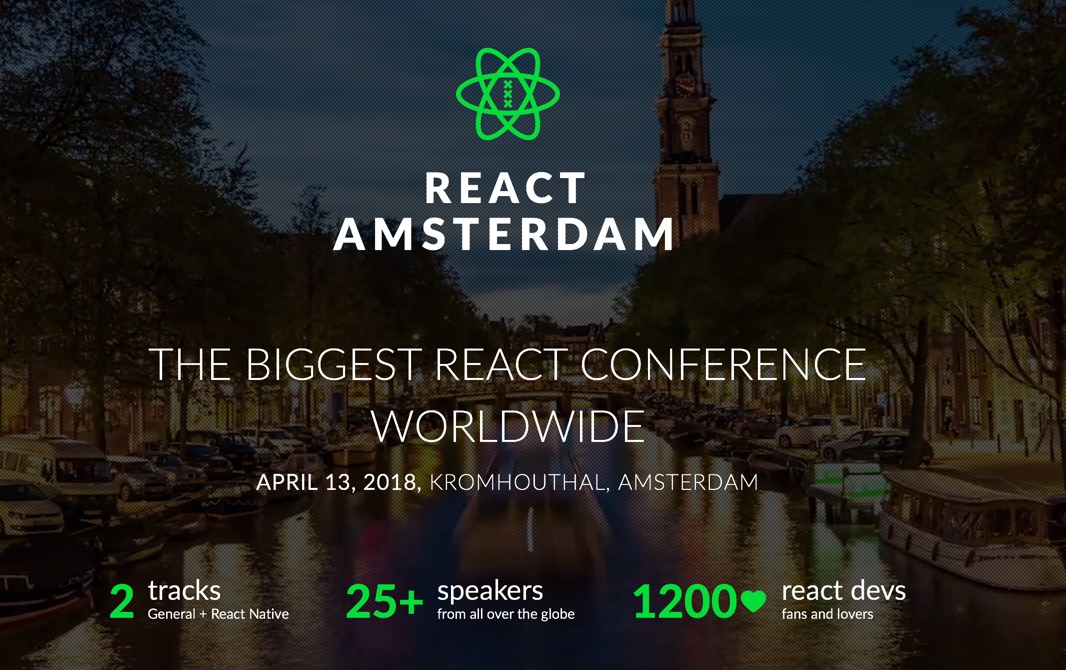 REACT
AMSTERDAM
THE BIGGEST REACT CONFERENCE
WORLDWIDE
APRIL 13, 2018, KROMHOUTHAL, AMSTERDAM
2 tracks
General + React Native
25+ speakers
from all over the globe
1200 react devs
fans and lovers